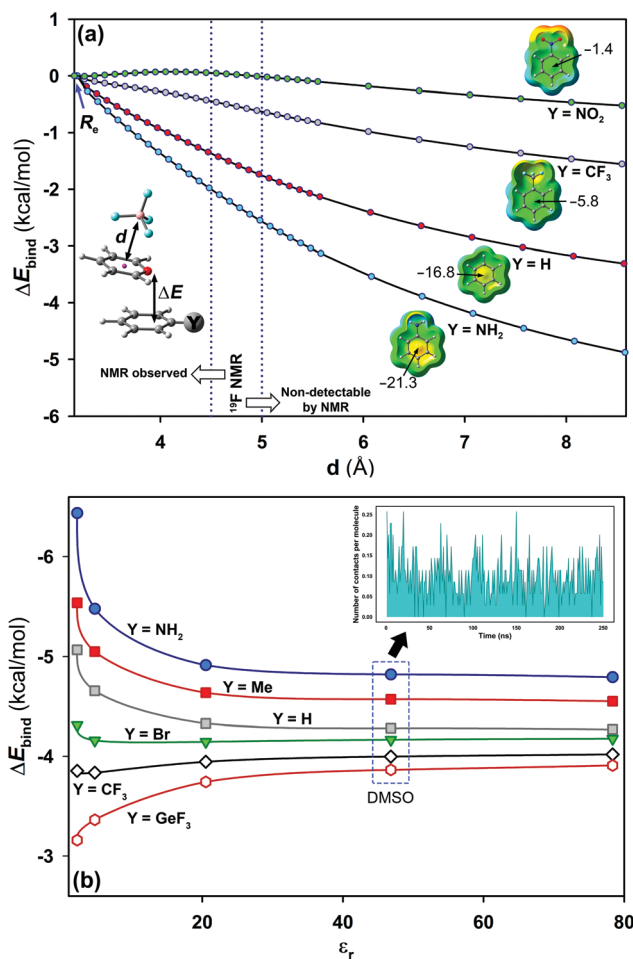 (a)
1
0
-1
-2
-3
-4
-5
-6
ΔEbind (kcal/mol)
Re
d
ΔE
Y
−1.4
Y = NO2
Y = CF3
−5.8
−16.8
Y = H
Y = NH2
−21.3
NMR observed
19F NMR
Non-detectable
by NMR
4
5
6
7
8
d (Å)
-6
-5
-4
-3
ΔEbind (kcal/mol)
Number of contacts per molecule
0.25
0.20
0.15
0.10
0.05
0.00
0
50
100
150
200
250
Time (ns)
Y = NH2
Y = Me
Y = H
Y = Br
Y = CF3
Y = GeF3
DMSO
(b)
20
40
60
80
εr